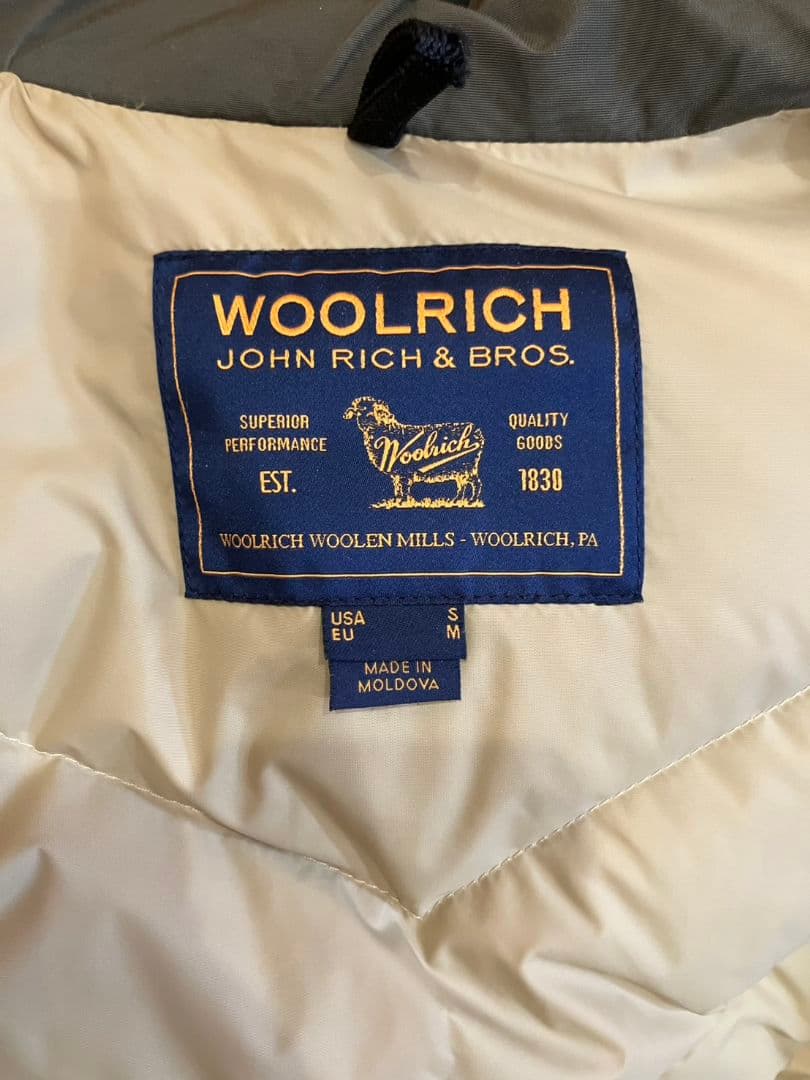 WOOLRICH
JOHN RICH & BROS.
SUPERIOR PERFORMANCE
EST.
Woolrich
QUALITY GOODS
1830
WOOLRICH WOOLEN MILLS - WOOLRICH, PA
USA S
EU M
MADE IN
MOLDOVA